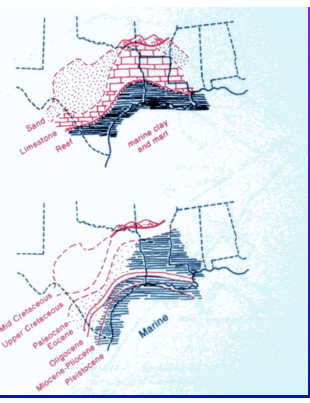 Sand
Limestone
Reef
marine clay
and marl
Mid Cretaceous
Upper Cretaceous
Paleocene-
Eocene
Oligocene
Miocene-Pliocene
Pleistocene
Marine